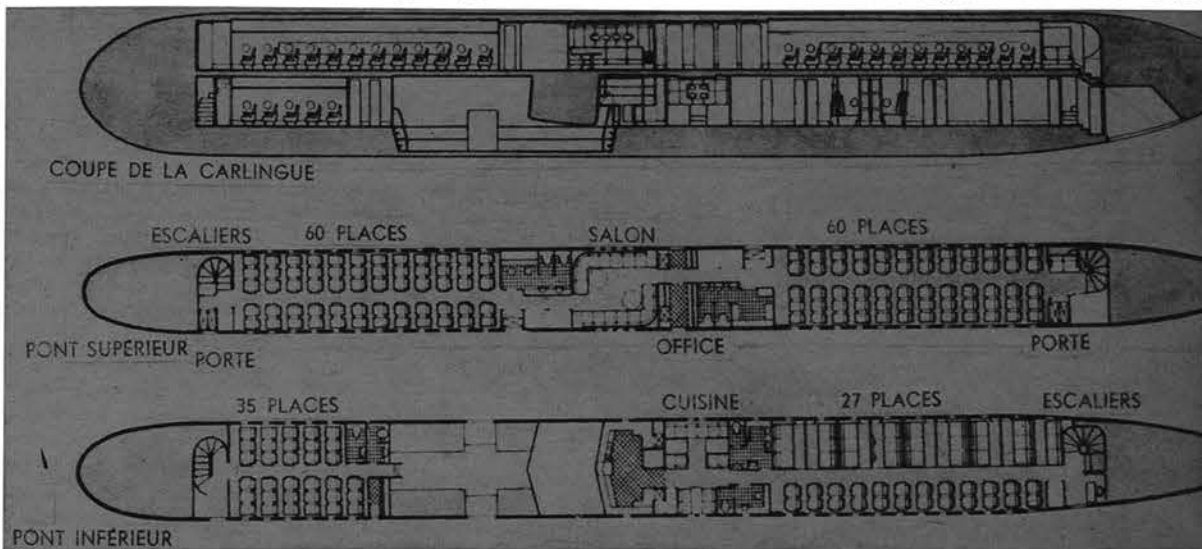 COUPE DE LA CARLINGUE
ESCALIERS 60 PLACES SALON 60 PLACES
PONT SUPÉRIEUR PORTE OFFICE PORTE
35 PLACES CUISINE 27 PLACES ESCALIERS
PONT INFÉRIEUR